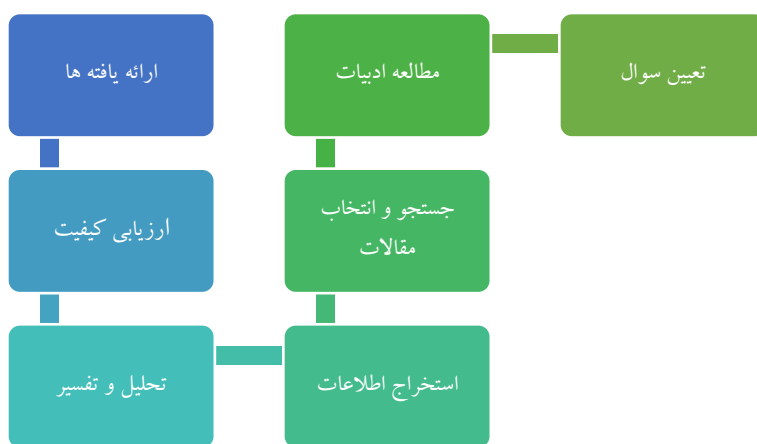 تعیین سوال
مطالعه ادبیات
جستجو و انتخاب
مقالات
استخراج اطلاعات
تحلیل و تفسیر
ارزیابی کیفیت
ارائه یافته ها